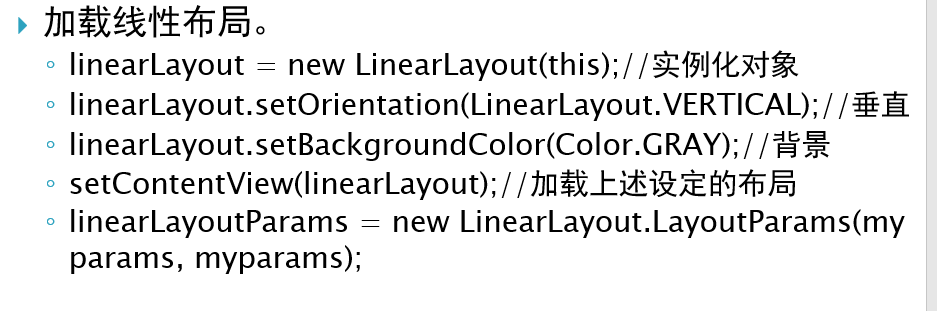 加载线性布局。
linearLayout = new LinearLayout(this);//实例化对象
linearLayout.setOrientation(LinearLayout.VERTICAL);//垂直
linearLayout.setBackgroundColor(Color.GRAY);//背景
setContentView(linearLayout);//加载上述设定的布局
linearLayoutParams = new LinearLayout.LayoutParams(my
params, myparams);